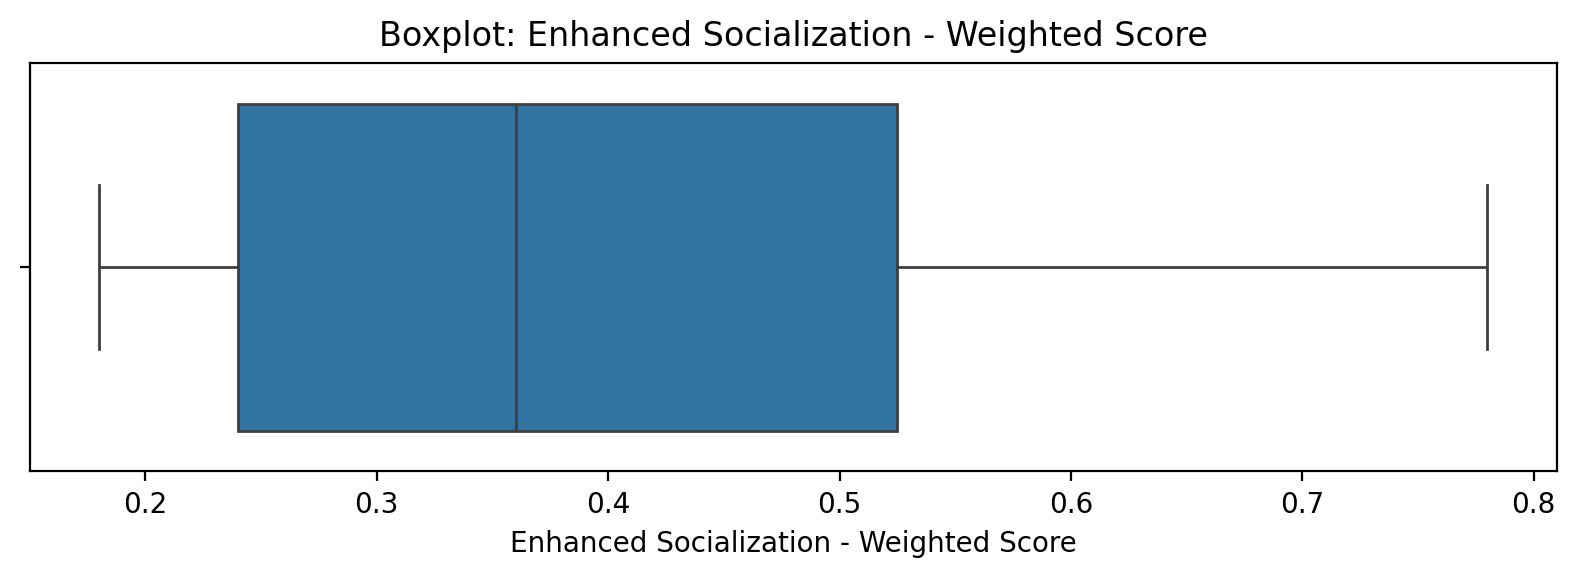 Boxplot: Enhanced Socialization - Weighted Score
0.2 0.3 0.4 0.5 0.6 0.7 0.8
Enhanced Socialization - Weighted Score